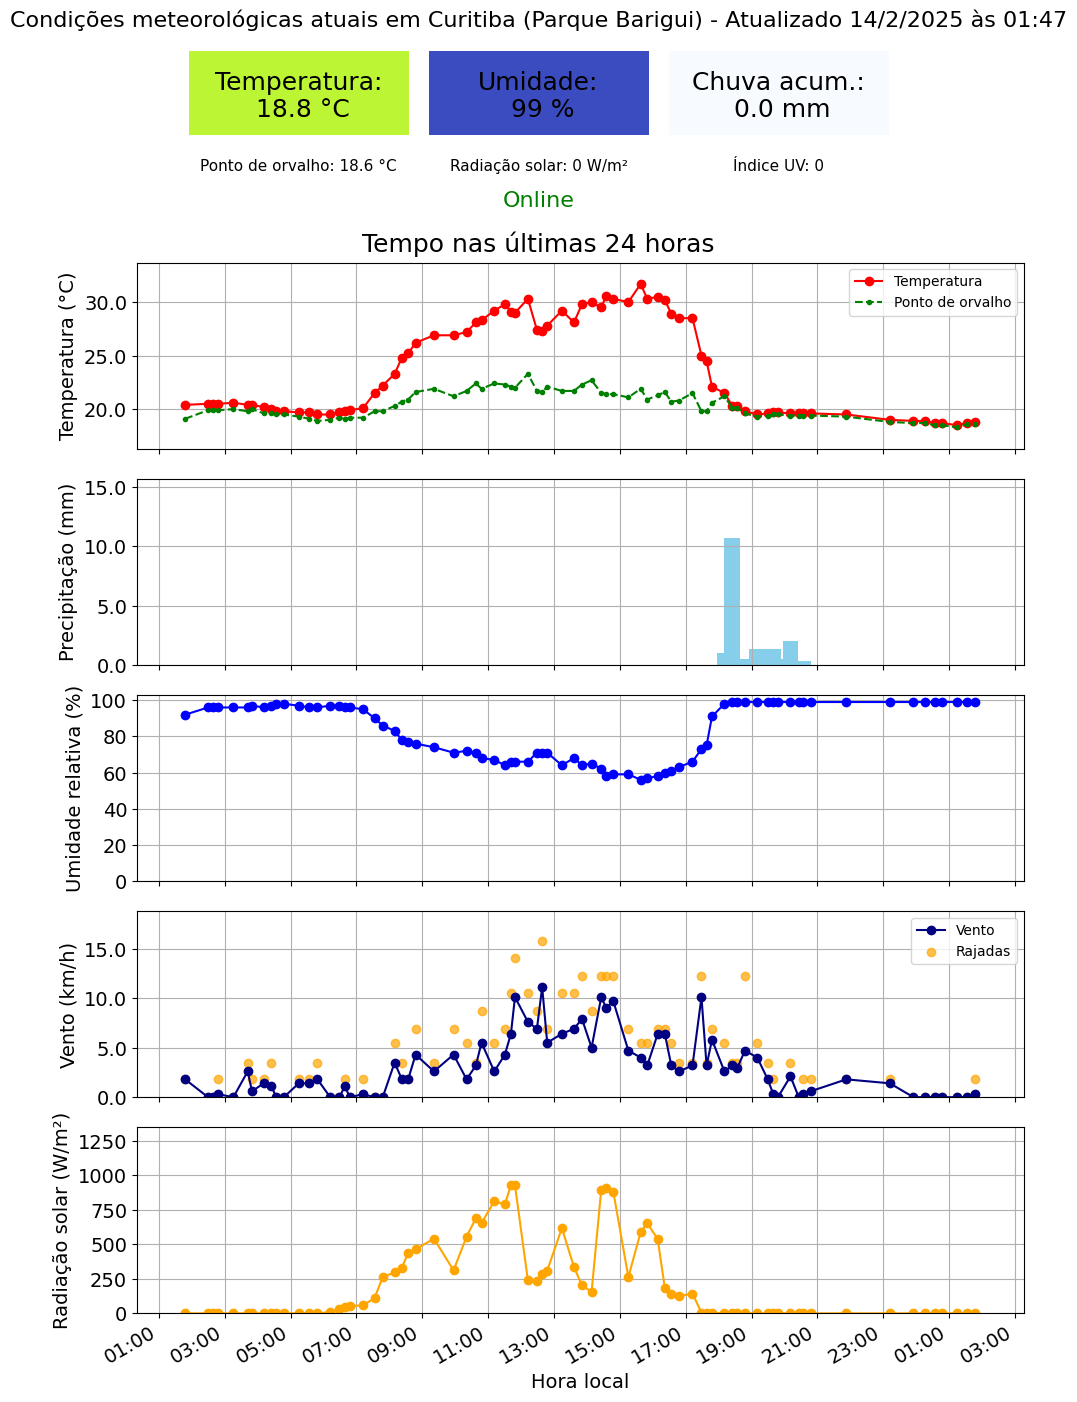 Condições meteorológicas atuais em Curitiba (Parque Barigui) - Atualizado 14/2/2025 às 01:47
Temperatura:
18.8 °C
Umidade:
99 %
Chuva acum.:
0.0 mm
Ponto de orvalho: 18.6 °C
Radiação solar: 0 W/m²
Índice UV: 0
Online
Tempo nas últimas 24 horas
Temperatura (°C)
30.0
25.0
20.0
Temperatura
Ponto de orvalho
Precipitação (mm)
15.0
10.0
5.0
0.0
Umidade relativa (%)
100
80
60
40
20
0
Vento (km/h)
15.0
10.0
5.0
0.0
Vento
Rajadas
Radiação solar (W/m²)
1250
1000
750
500
250
0
01:00
03:00
05:00
07:00
09:00
11:00
13:00
15:00
17:00
19:00
21:00
23:00
01:00
03:00
Hora local